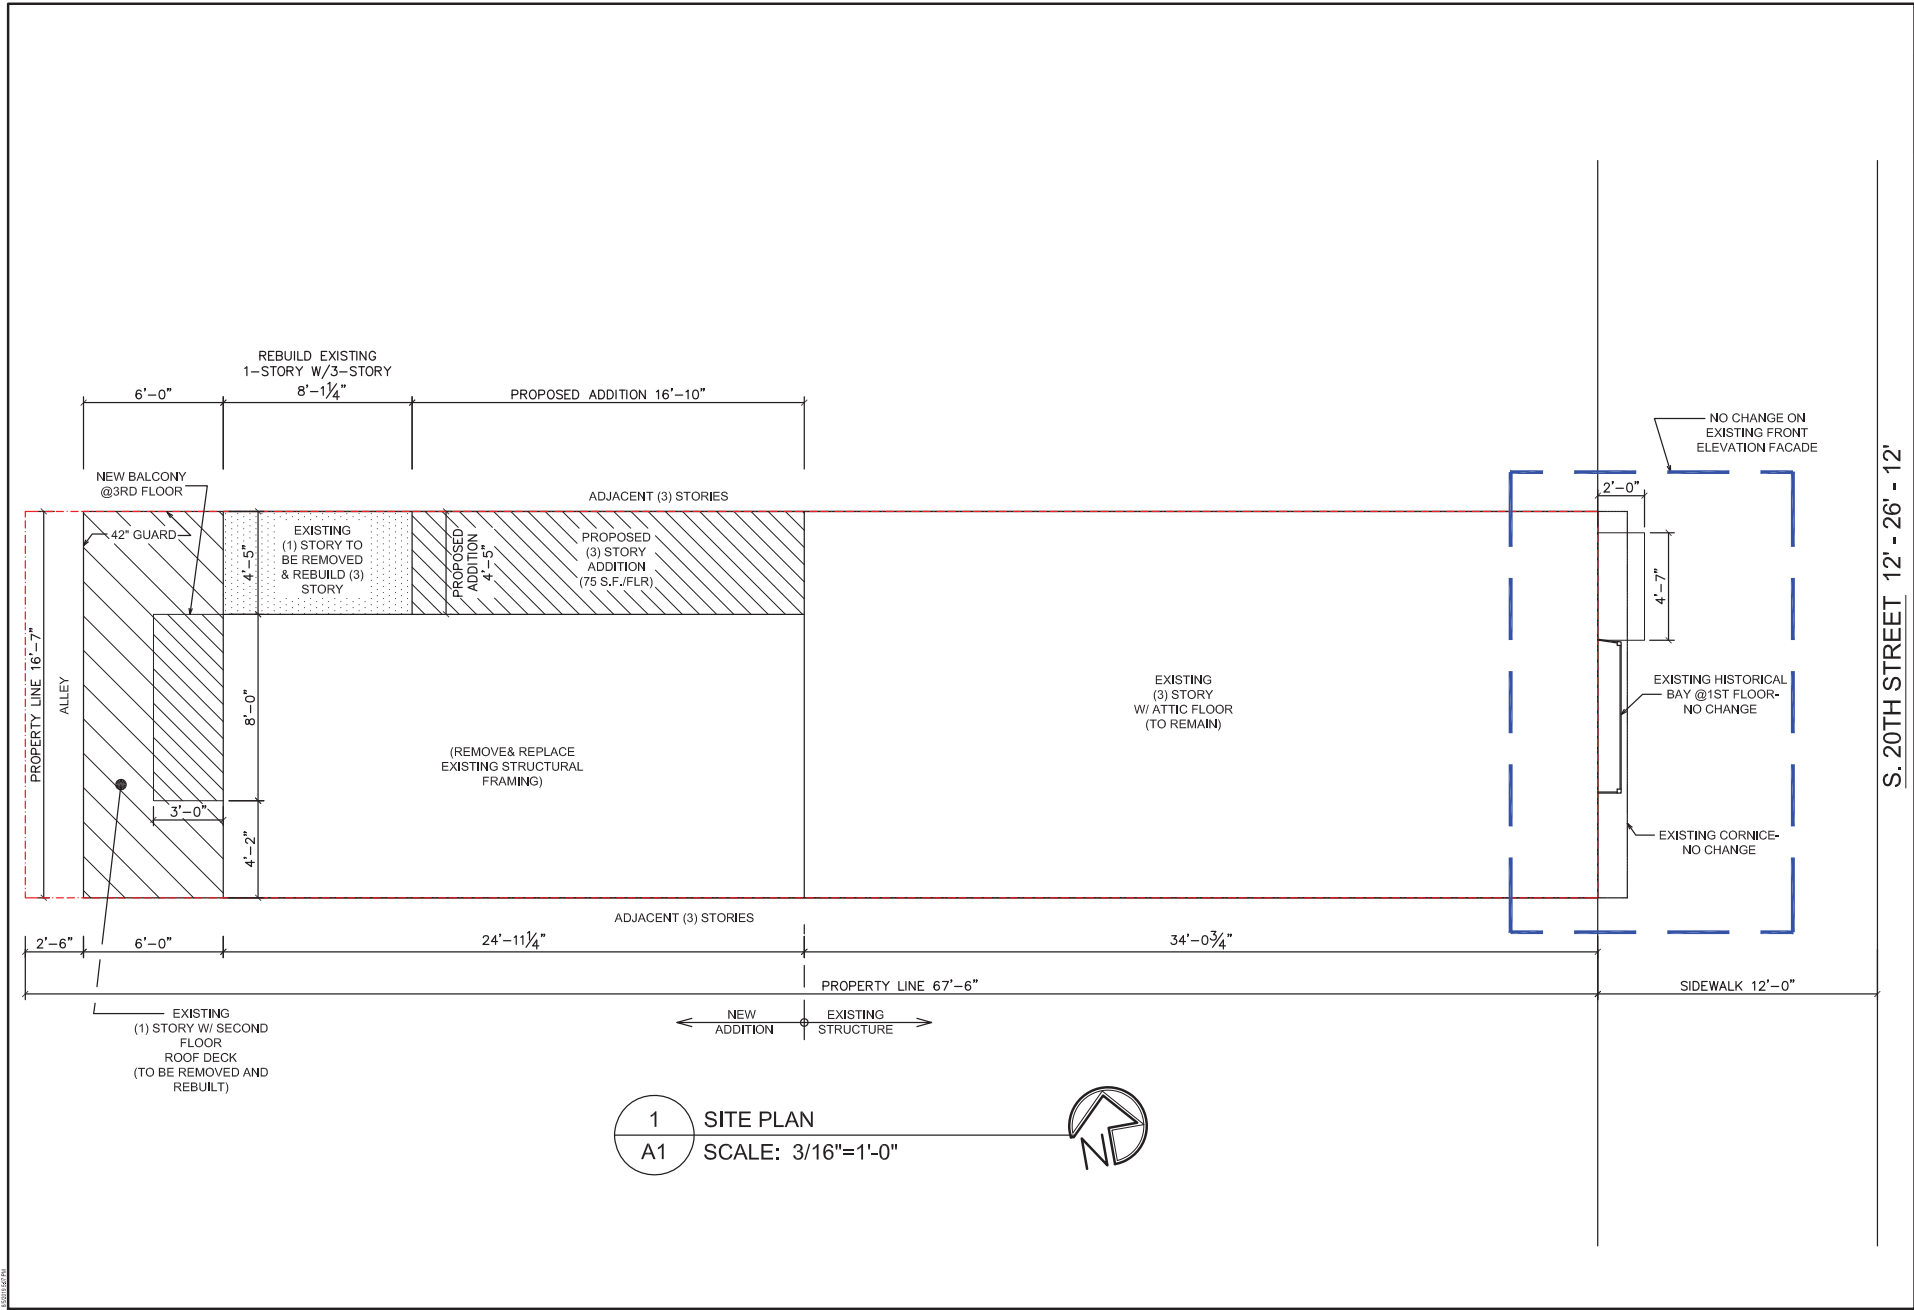 REBUILD EXISTING
1-STORY W/3-STORY
6'-0"
8'-1¼"
PROPOSED ADDITION 16'-10"
NO CHANGE ON
EXISTING FRONT
ELEVATION FACADE
NEW BALCONY
@3RD FLOOR
ADJACENT (3) STORIES
2'-0"
42" GUARD
EXISTING
(1) STORY TO
BE REMOVED
& REBUILD (3)
STORY
4'-5"
PROPOSED
ADDITION
4'-5"
PROPOSED
(3) STORY
ADDITION
(75 S.F./FLR)
4'-7"
S. 20TH STREET 12' - 26' - 12'
PROPERTY LINE 16'-7"
ALLEY
8'-0"
EXISTING
(3) STORY
W/ ATTIC FLOOR
(TO REMAIN)
EXISTING HISTORICAL
BAY @1ST FLOOR-
NO CHANGE
(REMOVE& REPLACE
EXISTING STRUCTURAL
FRAMING)
3'-0"
4'-2"
EXISTING CORNICE-
NO CHANGE
ADJACENT (3) STORIES
2'-6"
6'-0"
24'-11¼"
34'-0¾"
PROPERTY LINE 67'-6"
SIDEWALK 12'-0"
EXISTING
(1) STORY W/ SECOND
FLOOR
ROOF DECK
(TO BE REMOVED AND
REBUILT)
NEW
ADDITION
EXISTING
STRUCTURE
1
A1
SITE PLAN
SCALE: 3/16"=1'-0"
N